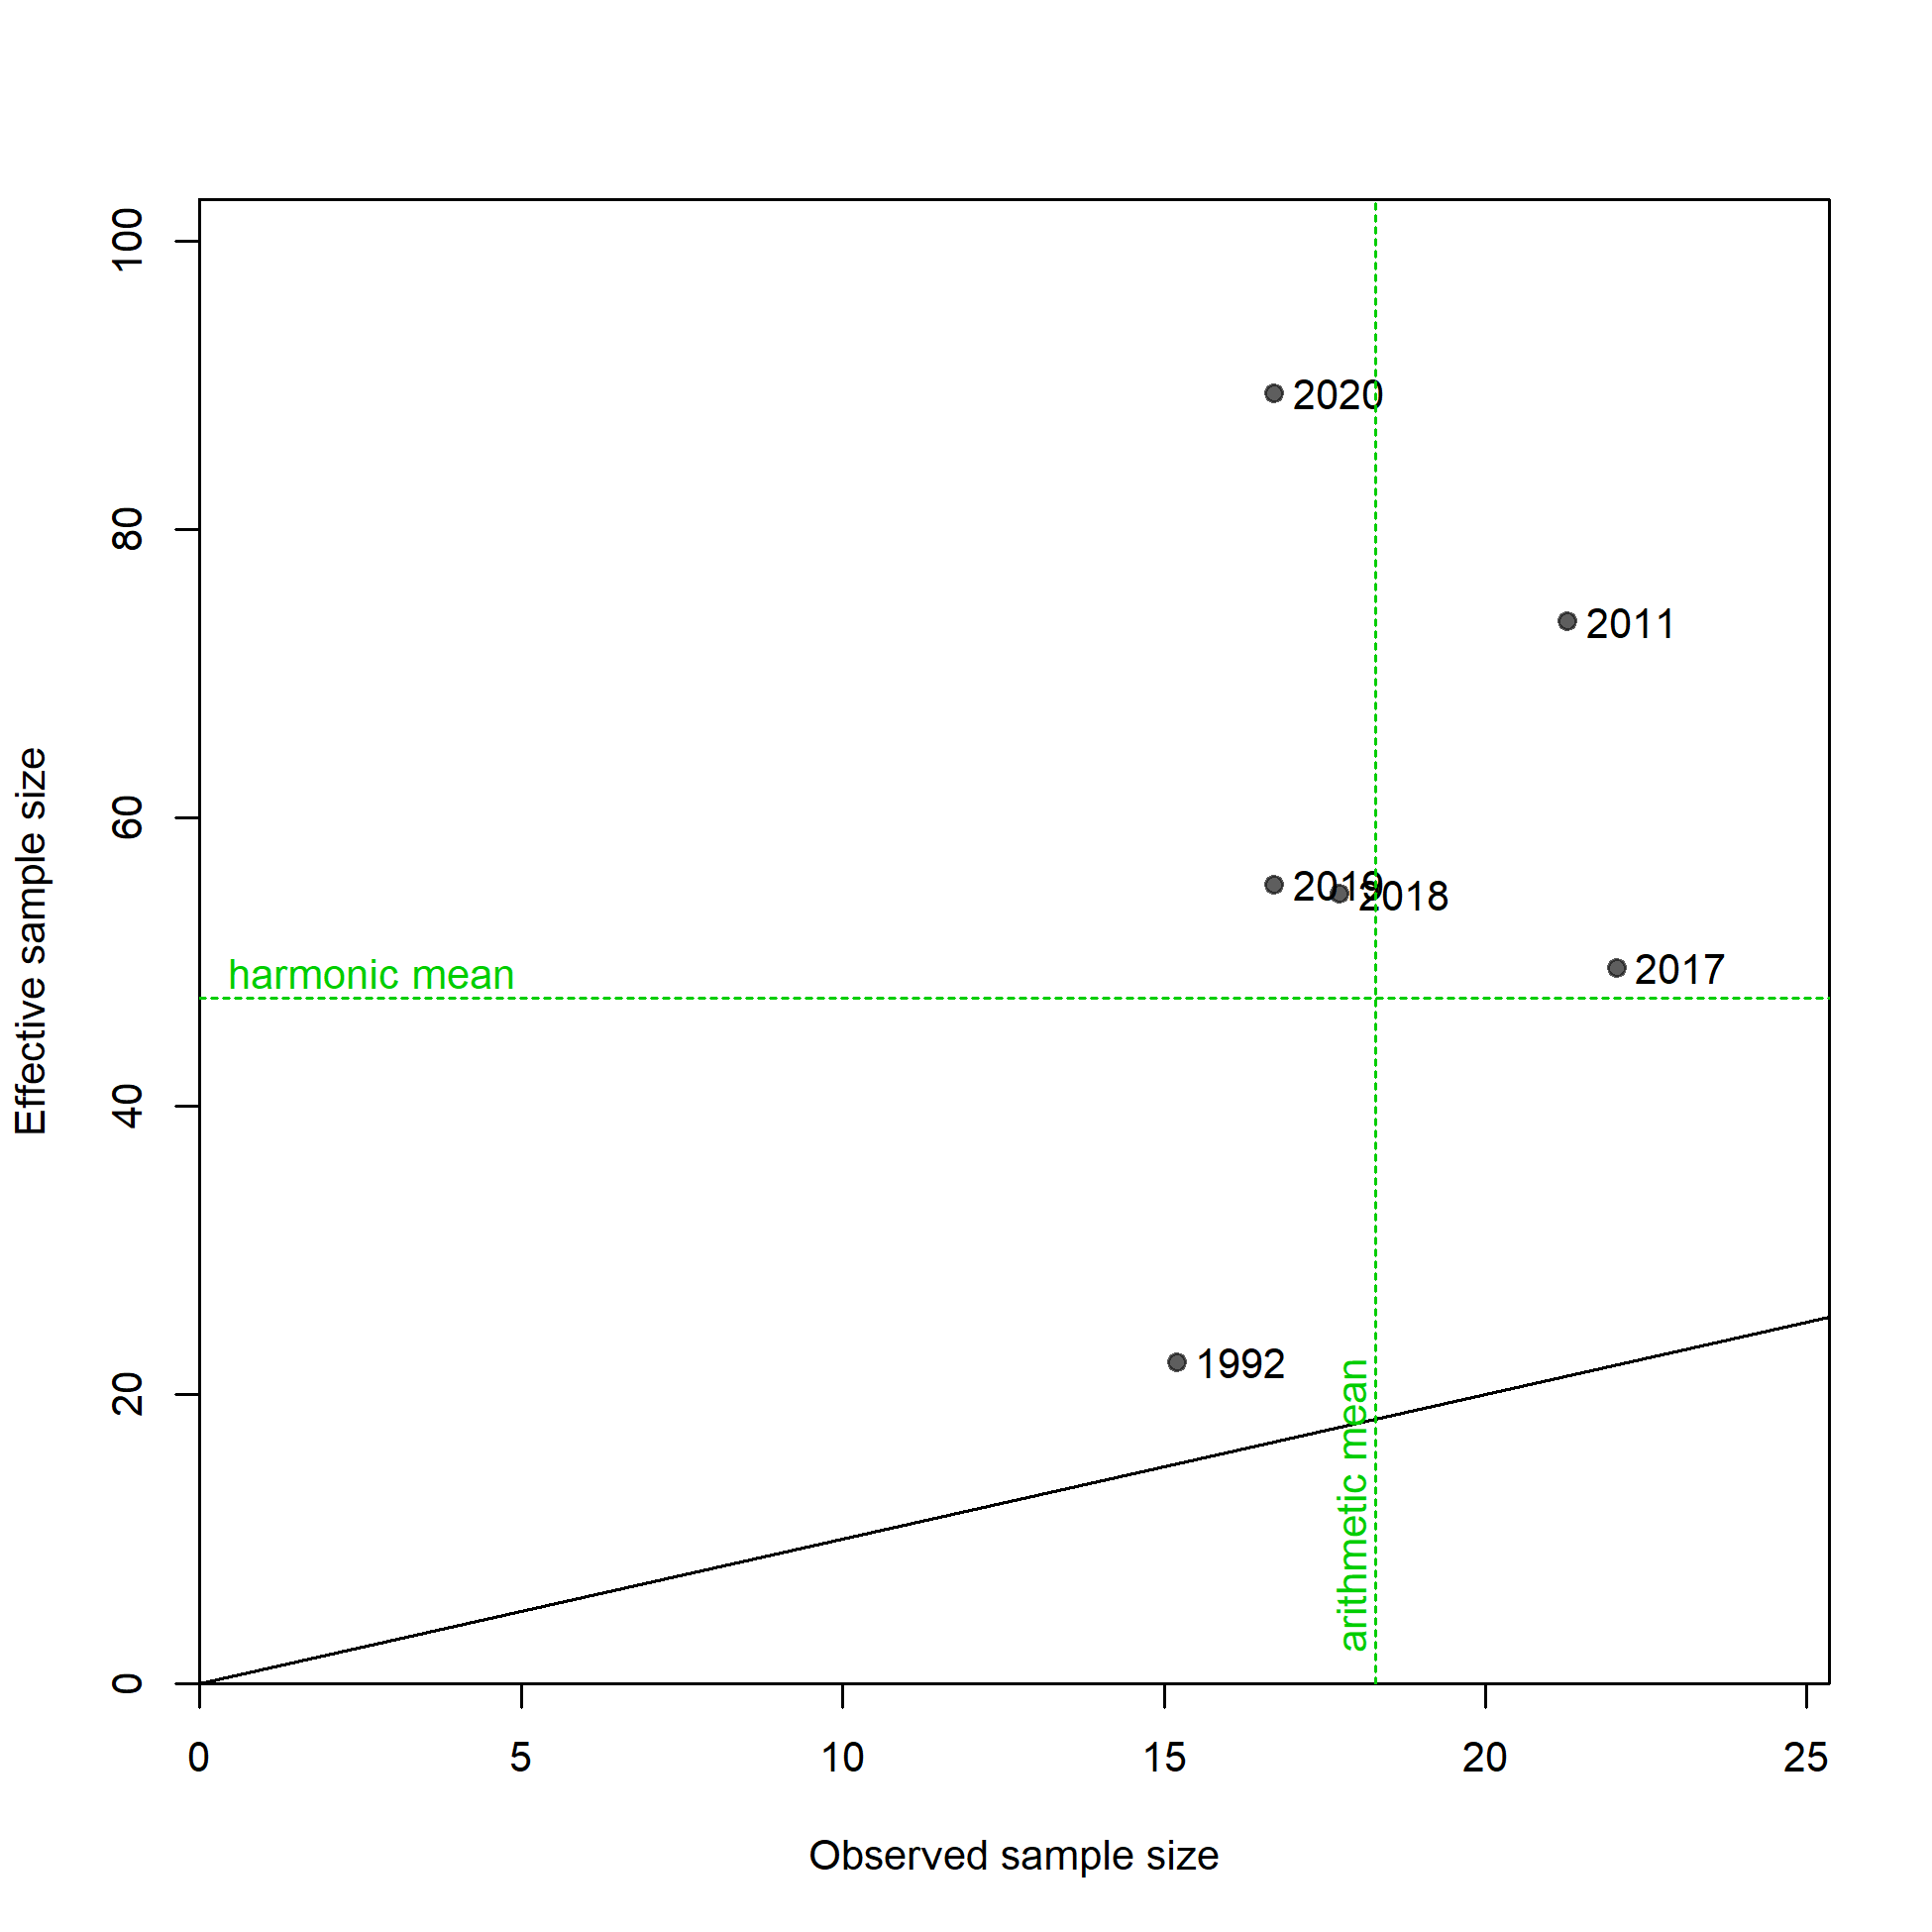 100
80
60
40
20
0
Effective sample size
2020
2011
2019
2018
2017
harmonic mean
1992
arithmetic mean
0 5 10 15 20 25
Observed sample size